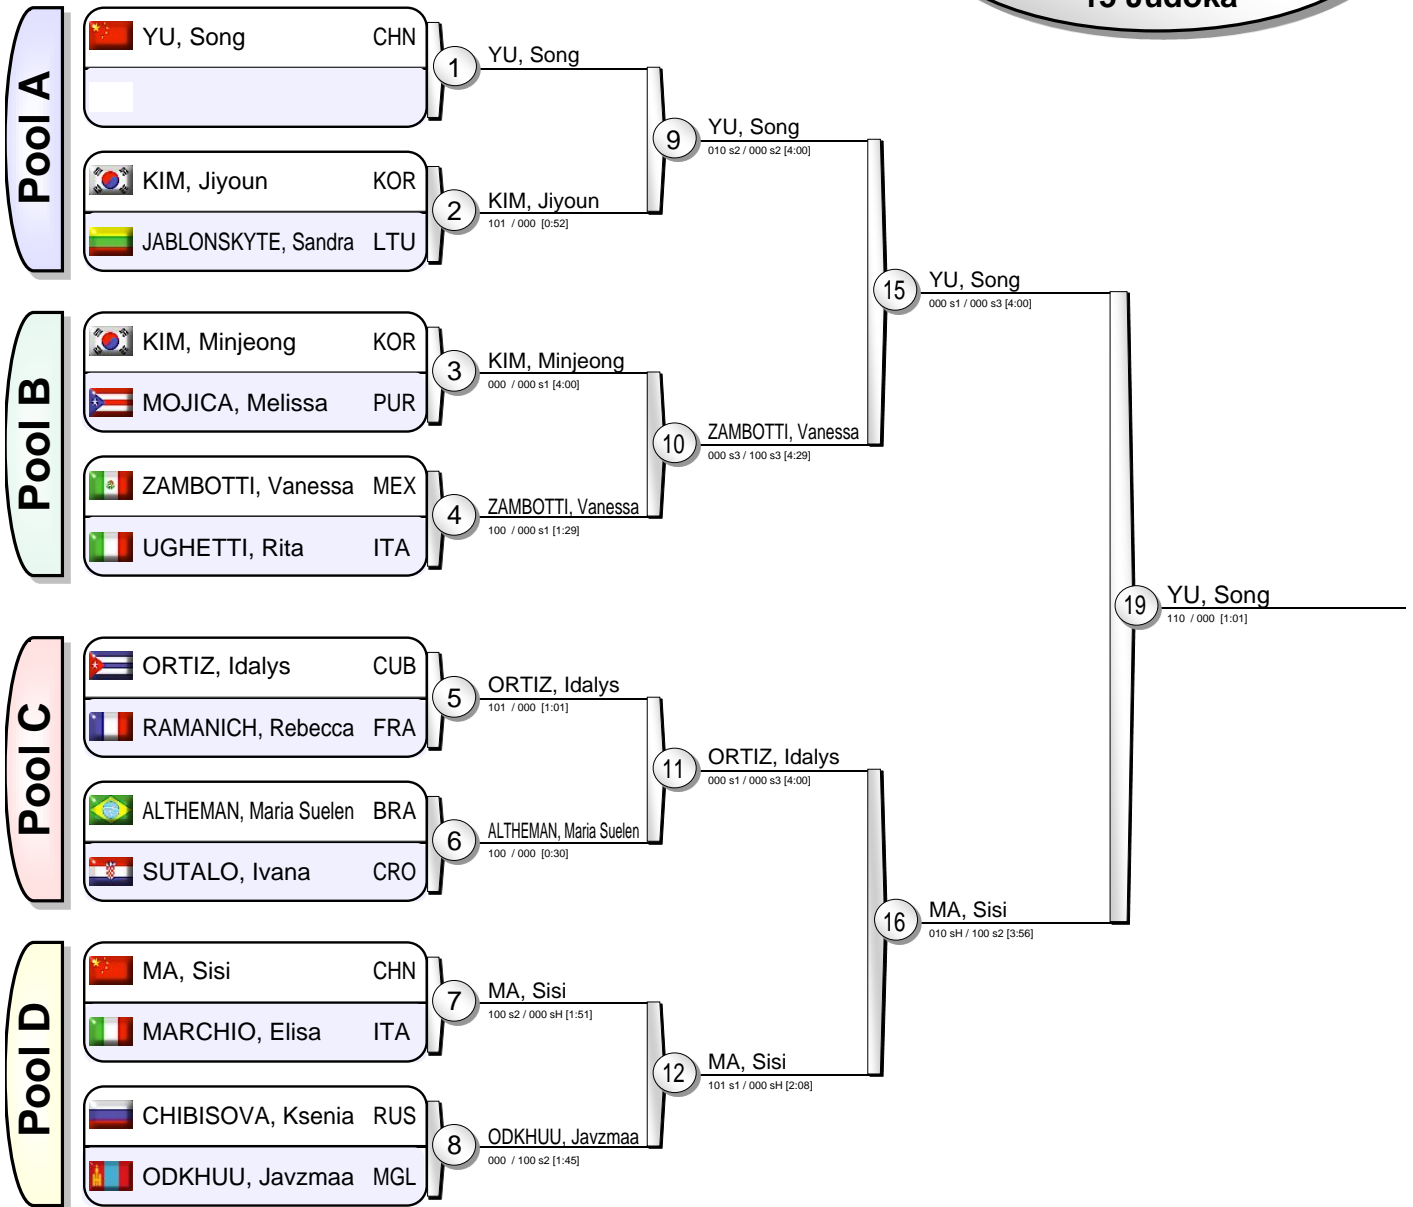 15 Judoka
Pool A
YU, Song CHN
1
YU, Song
KIM, Jiyoun KOR
JABLONSKYTE, Sandra LTU
2
KIM, Jiyoun
101 / 000 [0:52]
9
YU, Song
010 s2 / 000 s2 [4:00]
Pool B
KIM, Minjeong KOR
MOJICA, Melissa PUR
3
KIM, Minjeong
000 / 000 s1 [4:00]
ZAMBOTTI, Vanessa MEX
UGHETTI, Rita ITA
4
ZAMBOTTI, Vanessa
100 / 000 s1 [1:29]
10
ZAMBOTTI, Vanessa
000 s3 / 100 s3 [4:29]
15
YU, Song
000 s1 / 000 s3 [4:00]
Pool C
ORTIZ, Idalys CUB
RAMANICH, Rebecca FRA
5
ORTIZ, Idalys
101 / 000 [1:01]
ALTHEMAN, Maria Suelen BRA
SUTALO, Ivana CRO
6
ALTHEMAN, Maria Suelen
100 / 000 [0:30]
11
ORTIZ, Idalys
000 s1 / 000 s3 [4:00]
Pool D
MA, Sisi CHN
MARCHIO, Elisa ITA
7
MA, Sisi
100 s2 / 000 sH [1:51]
CHIBISOVA, Ksenia RUS
ODKHUU, Javzmaa MGL
8
ODKHUU, Javzmaa
000 / 100 s2 [1:45]
12
MA, Sisi
101 s1 / 000 sH [2:08]
16
MA, Sisi
010 sH / 100 s2 [3:56]
19
YU, Song
110 / 000 [1:01]